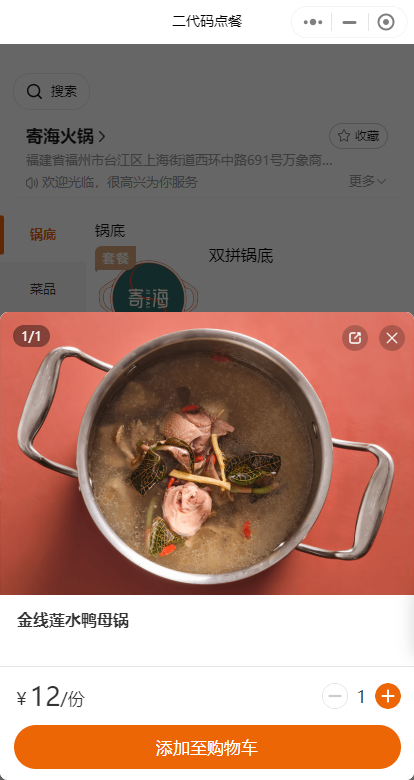 二代码点餐
搜索
寄海火锅
收藏
福建省福州市台江区上海街道西环中路691号万象商...
欢迎光临，很高兴为你服务
更多
锅底
锅底
套餐
双拼锅底
寄海
菜品
1/1
金线莲水鸭母锅
￥12/份
1
添加至购物车